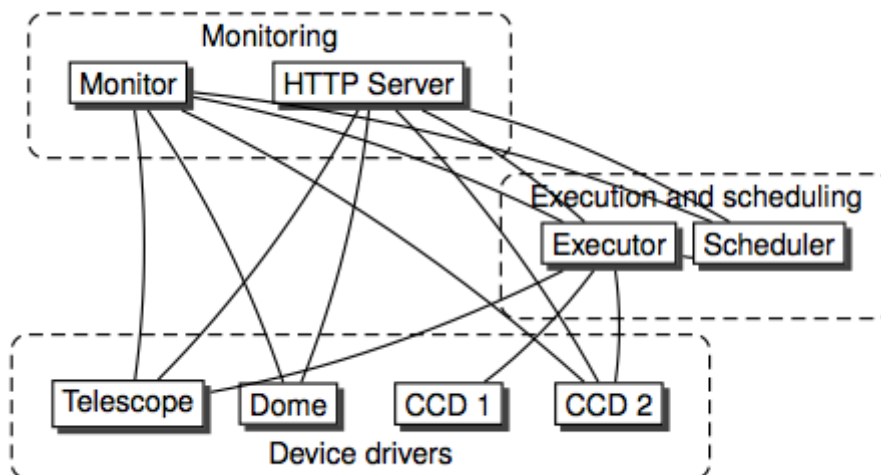 Monitoring
Monitor
HTTP Server
Execution and scheduling
Executor
Scheduler
Telescope
Dome
CCD 1
CCD 2
Device drivers